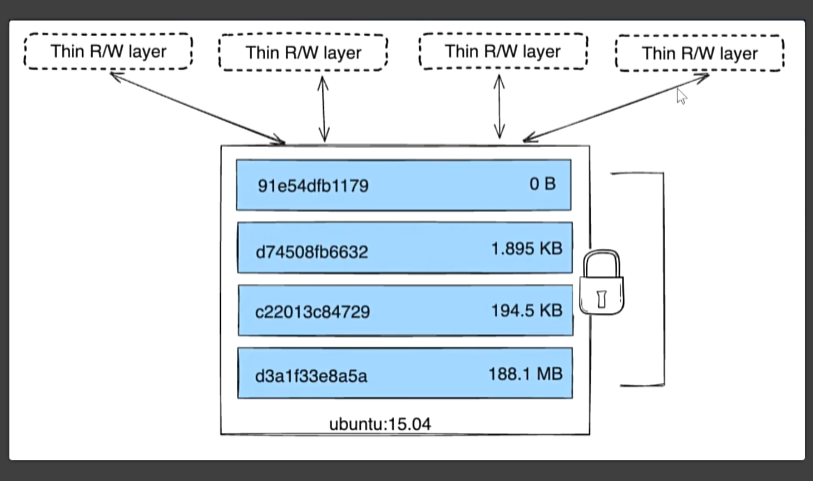 Thin R/W layer
Thin R/W layer
Thin R/W layer
Thin R/W layer
91e54dfb1179 0 B
d74508fb6632 1.895 KB
c22013c84729 194.5 KB
d3a1f33e8a5a 188.1 MB
ubuntu:15.04